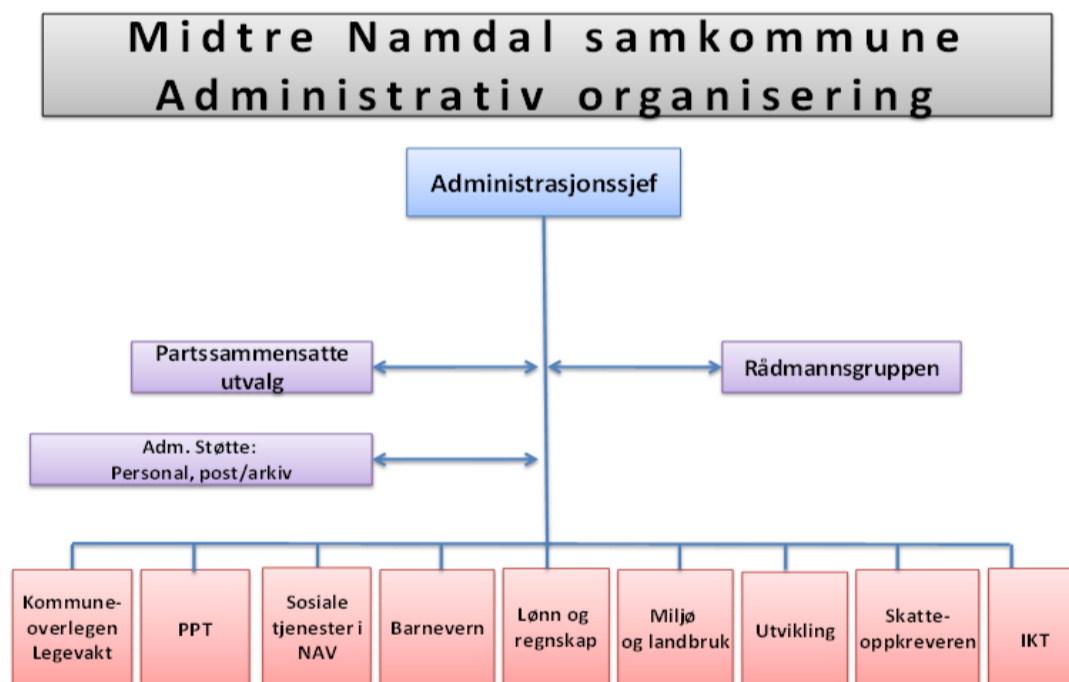 Midtre Namdal samkommune
Administrativ organisering
Administrasjonssjef
Partssammensatte
utvalg
Rådmannsgruppen
Adm. Støtte:
Personal, post/arkiv
Kommune-
overlegen
Legevakt
PPT
Sosiale
tjenester i
NAV
Barnevern
Lønn og
regnskap
Miljø
og landbruk
Utvikling
Skatte-
oppkreveren
IKT